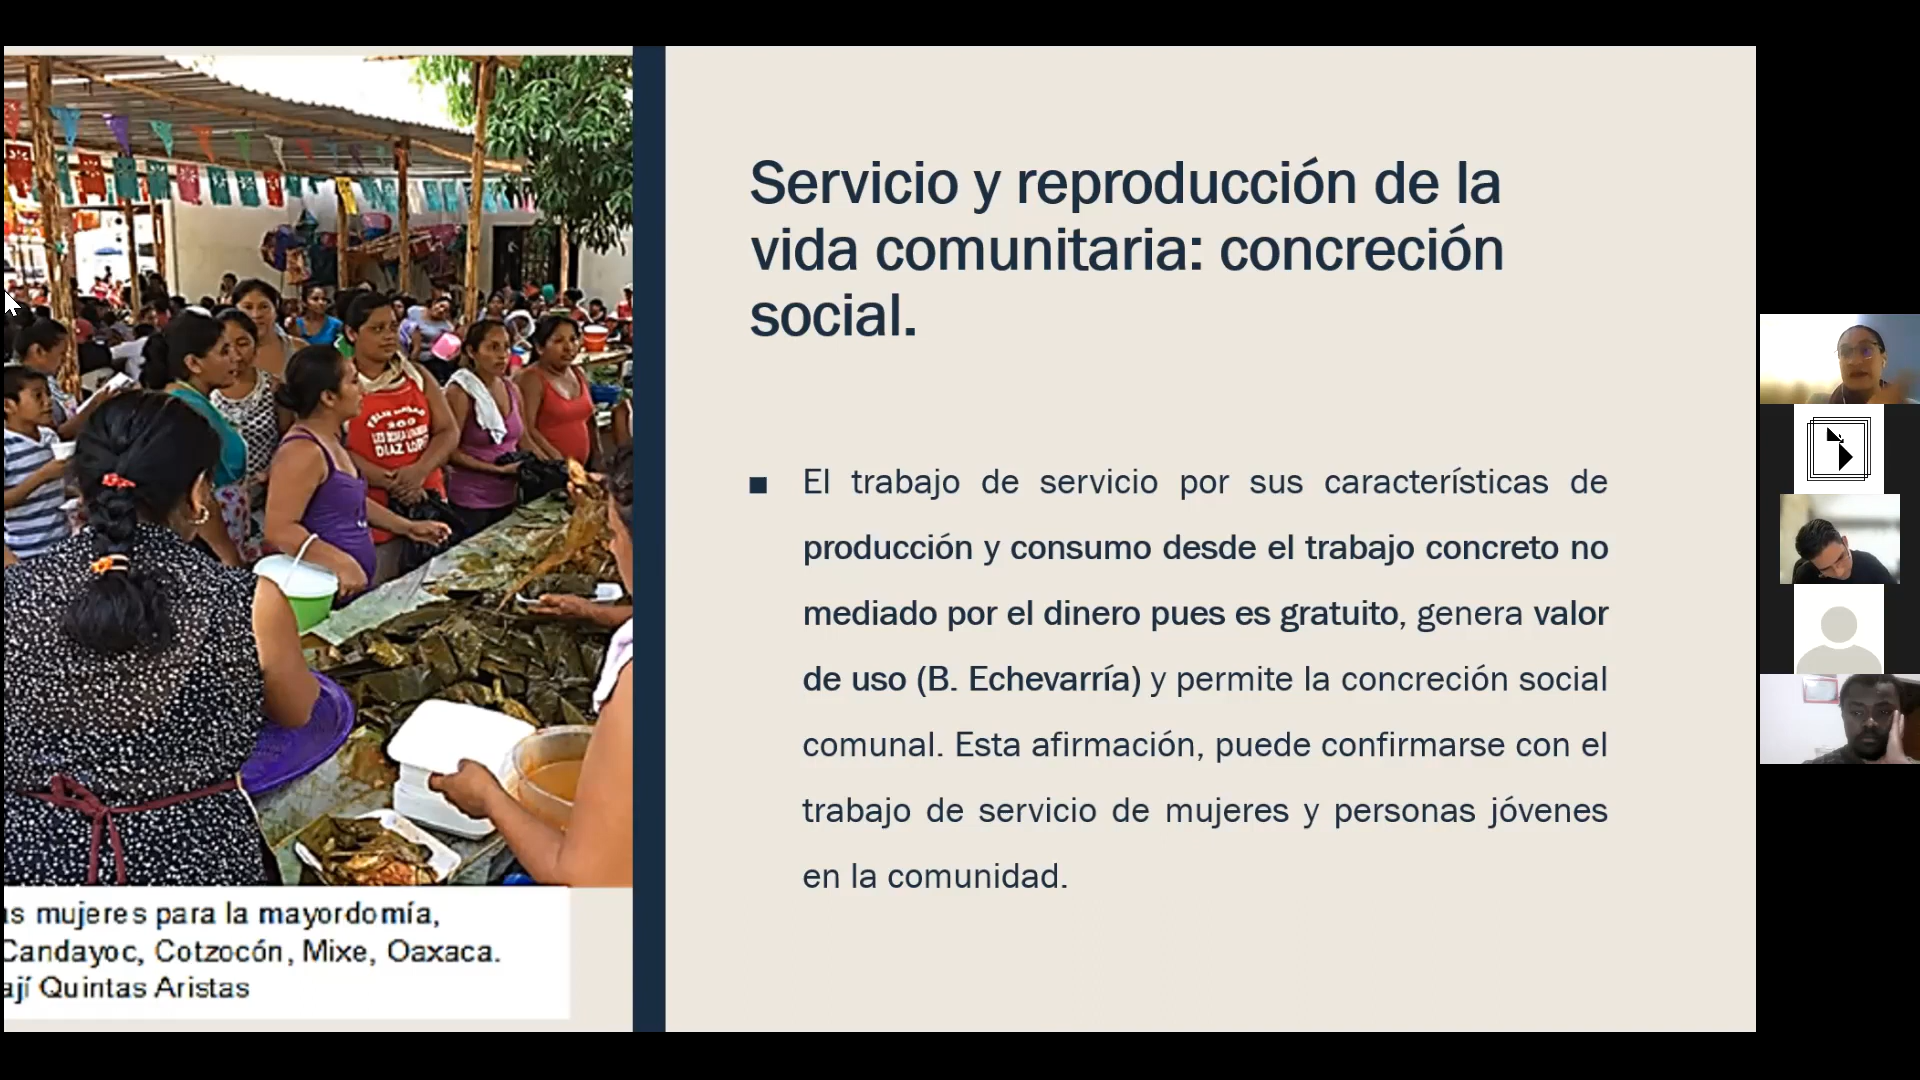 Servicio y reproducción de la
vida comunitaria: concreción
social.
■ El trabajo de servicio por sus características de
producción y consumo desde el trabajo concreto no
mediado por el dinero pues es gratuito, genera valor
de uso (B. Echevarría) y permite la concreción social
comunal. Esta afirmación, puede confirmarse con el
trabajo de servicio de mujeres y personas jóvenes
en la comunidad.
mujeres para la mayordomía,
Candayoc, Cotzocón, Mixe, Oaxaca.
Quintas Aristas
DIAZ LOPEZ